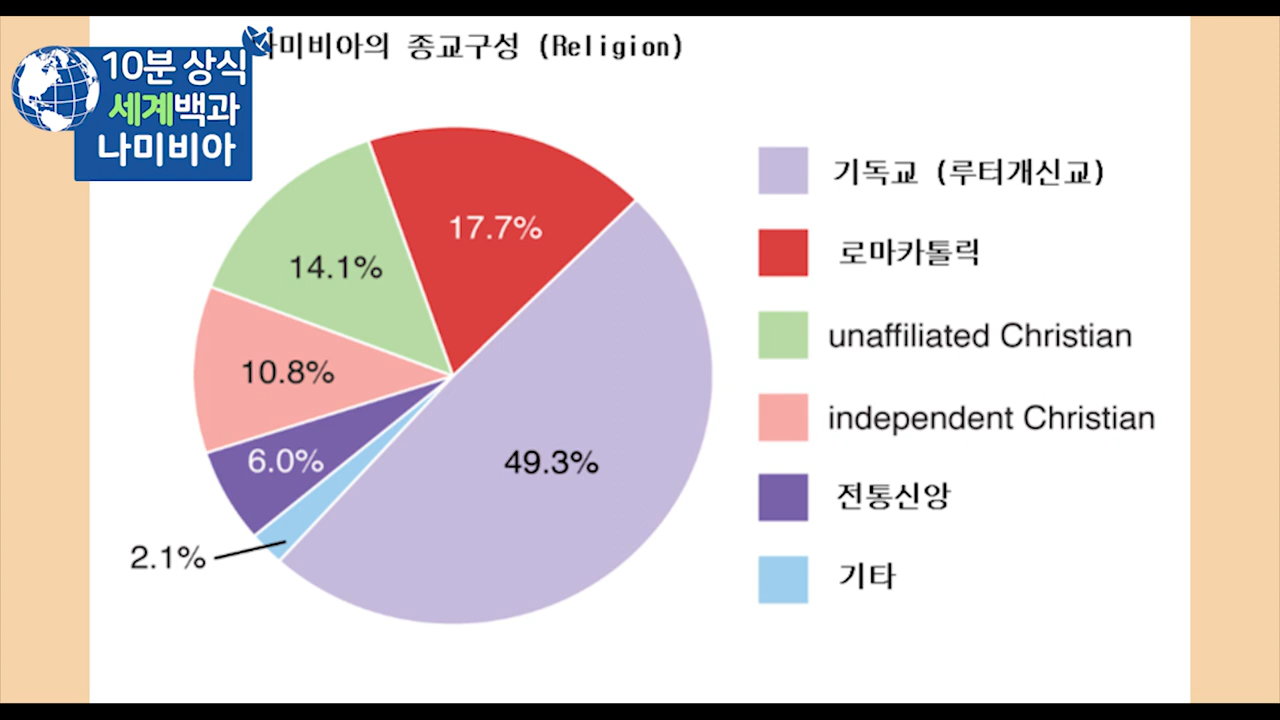 10분 상식
세계백과
나미비아
나미비아의 종교구성 (Religion)
17.7%
14.1%
10.8%
6.0%
2.1%
49.3%
기독교 (루터개신교)
로마카톨릭
unaffiliated Christian
independent Christian
전통신앙
기타